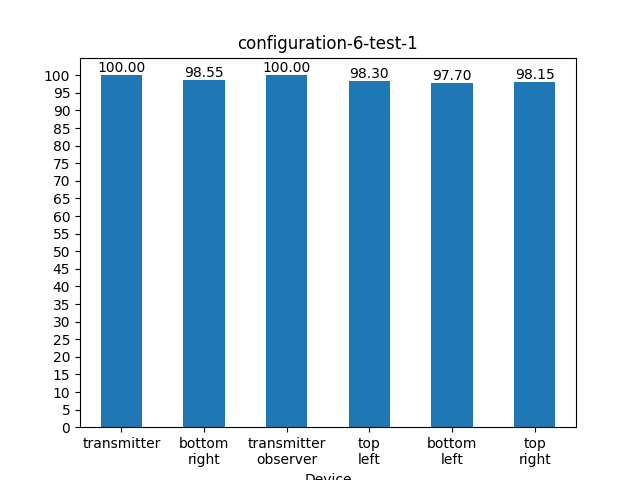 configuration-6-test-1
100.00
98.55
100.00
98.30
97.70
98.15
100
95
90
85
80
75
70
65
60
55
50
45
40
35
30
25
20
15
10
5
0
transmitter
bottom
right
transmitter
observer
top
left
bottom
left
top
right
Device